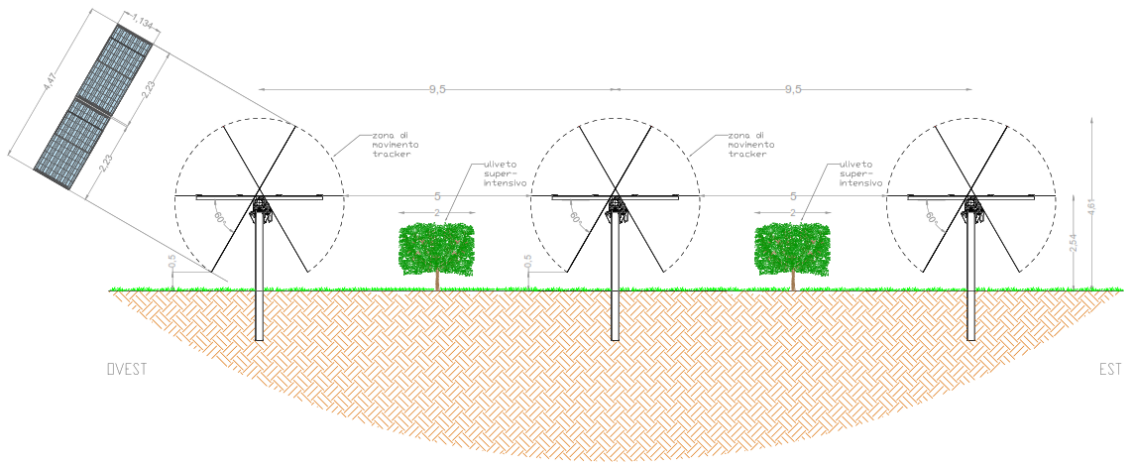 1,134
4,47
2,23
2,23
9,5
9,5
zona di
movimento
tracker
uliveto
super-
intensivo
zona di
movimento
tracker
uliveto
super-
intensivo
5
5
2
2
60°
60°
60°
0,5
0,5
2,54
4,61
OVEST
EST